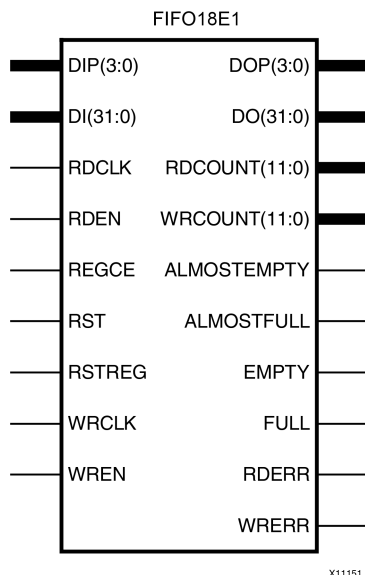 FIFO18E1
DIP(3:0) DOP(3:0)
DI(31:0) DO(31:0)
RDCLK RDCOUNT(11:0)
RDEN WRCOUNT(11:0)
REGCE ALMOSTEMPTY
RST ALMOSTFULL
RSTREG EMPTY
WRCLK FULL
WREN RDERR
WRERR
X11151